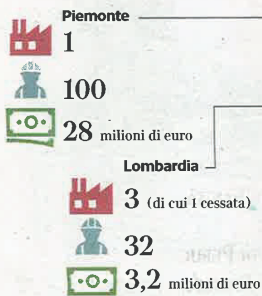 Piemonte
1
100
28 milioni di euro
Lombardia
3 (di cui 1 cessata)
32
3,2 milioni di euro